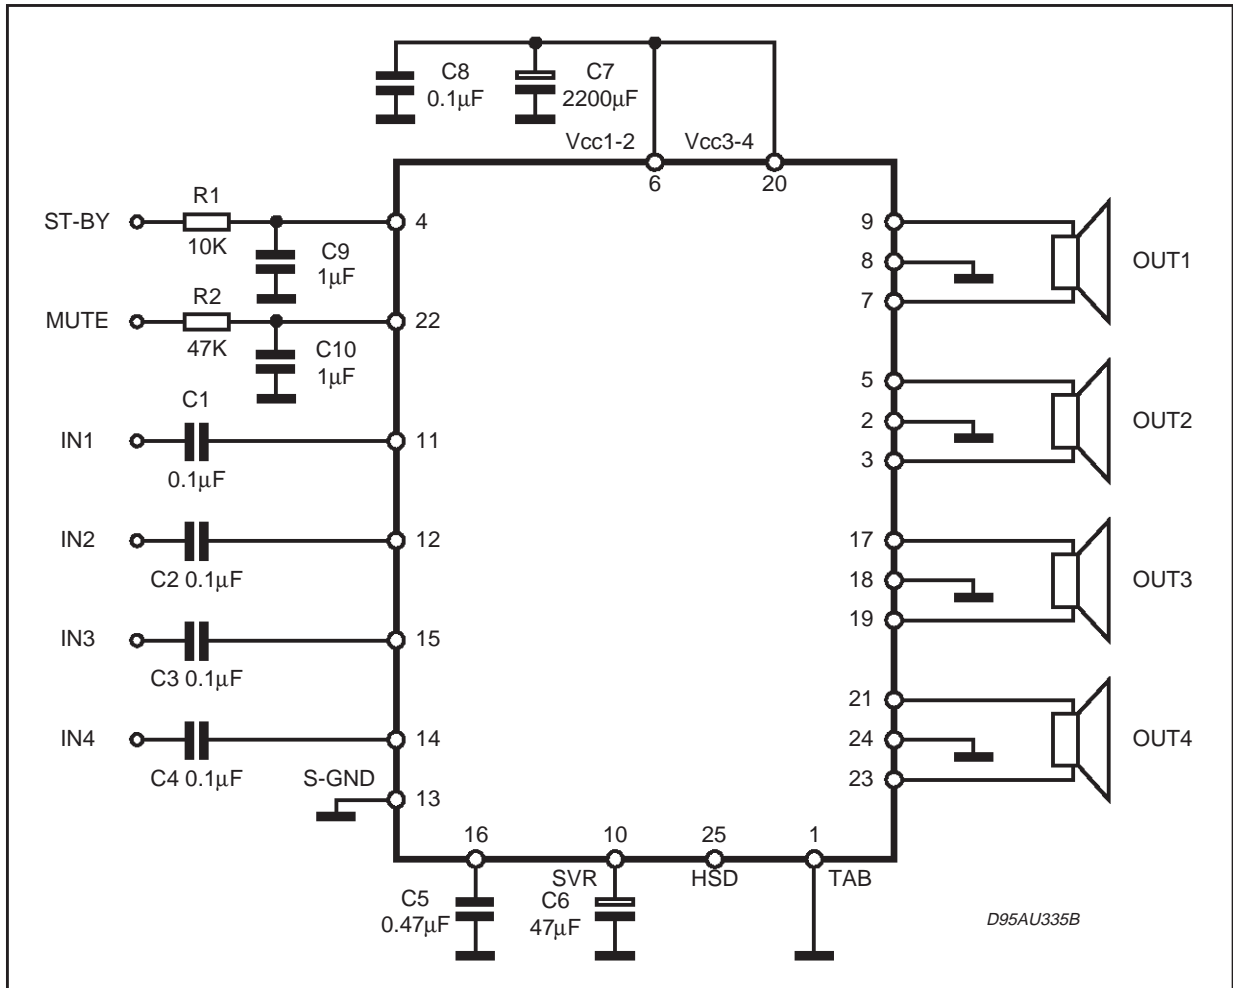 C8
0.1µF
C7
2200µF
Vcc1-2
Vcc3-4
6
20
ST-BY
R1
10K
4
C9
1µF
MUTE
R2
47K
22
C10
1µF
IN1
C1
0.1µF
11
IN2
C2 0.1µF
12
IN3
C3 0.1µF
15
IN4
C4 0.1µF
14
S-GND
13
9
8
7
OUT1
5
2
3
OUT2
17
18
19
OUT3
21
24
23
OUT4
16
10
25
1
SVR
HSD
TAB
C5
0.47µF
C6
47µF
D95AU335B